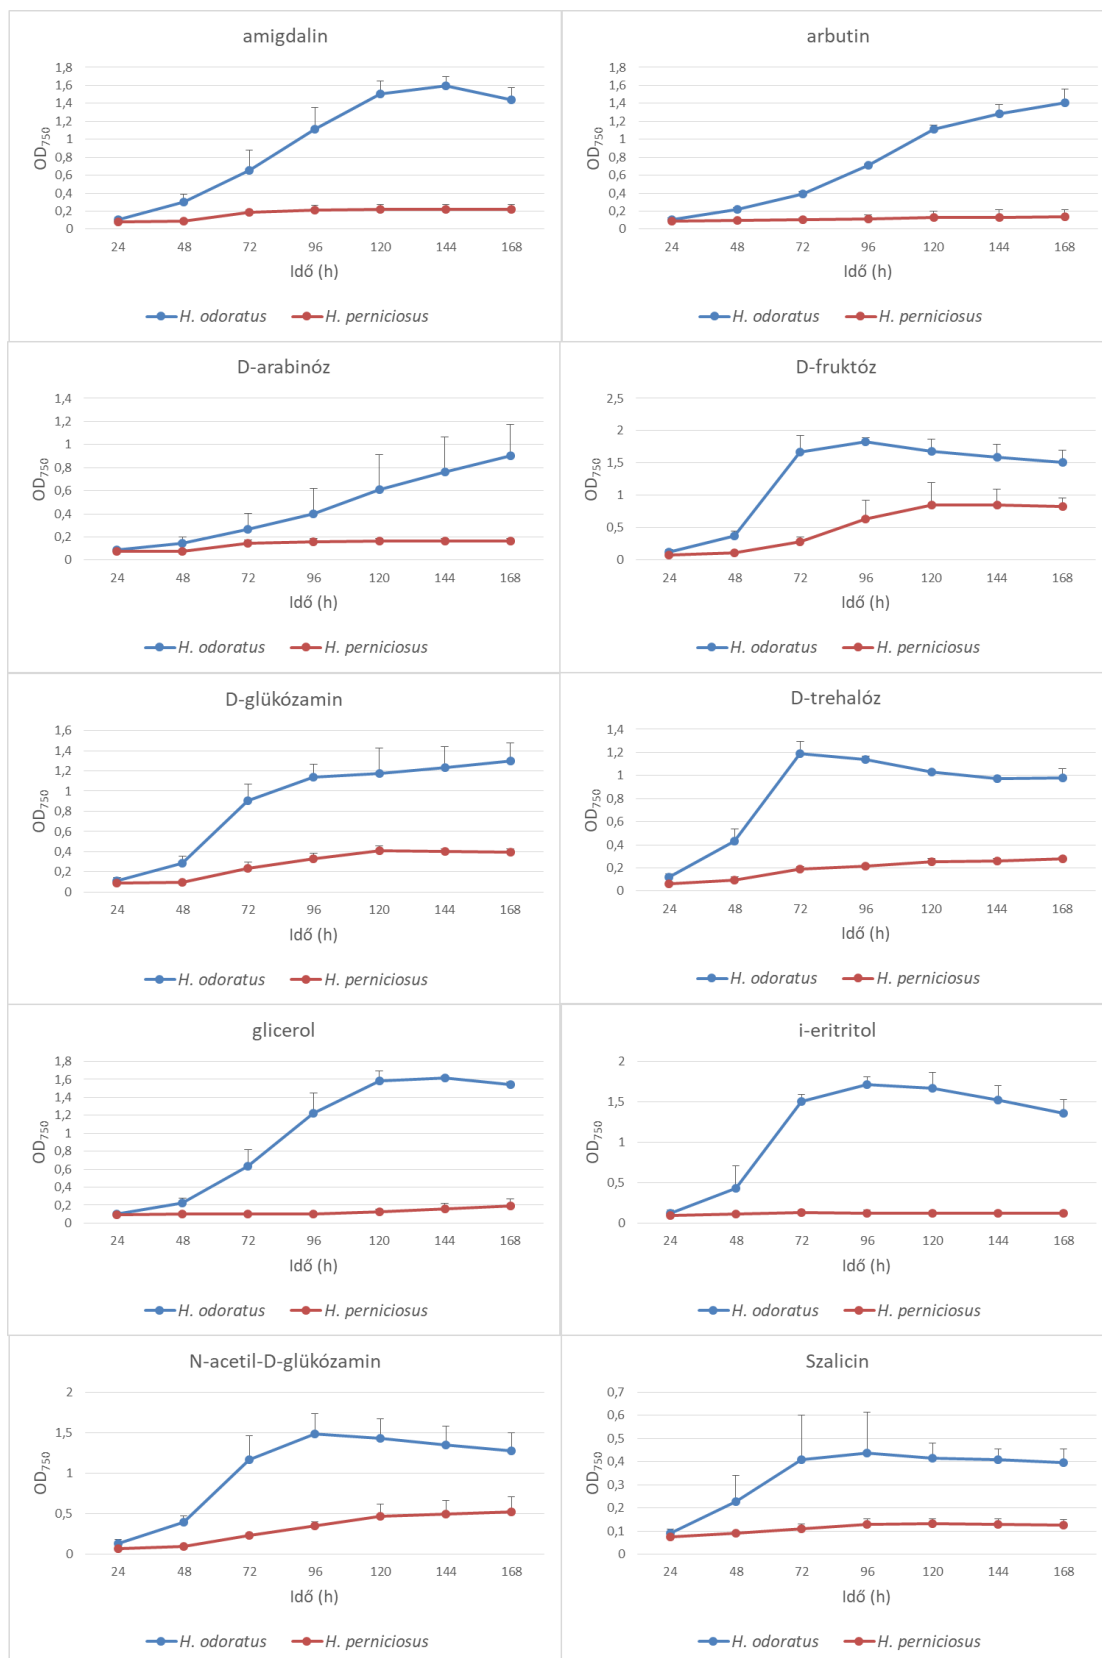 amigdalin
1,8
1,6
1,4
1,2
1
0,8
0,6
0,4
0,2
0
OD750
24 48 72 96 120 144 168
Idő (h)
H. odoratus H. perniciosus
arbutin
1,8
1,6
1,4
1,2
1
0,8
0,6
0,4
0,2
0
OD750
24 48 72 96 120 144 168
Idő (h)
H. odoratus H. perniciosus
D-arabinóz
1,4
1,2
1
0,8
0,6
0,4
0,2
0
OD750
24 48 72 96 120 144 168
Idő (h)
H. odoratus H. perniciosus
D-fruktóz
2,5
2
1,5
1
0,5
0
OD750
24 48 72 96 120 144 168
Idő (h)
H. odoratus H. perniciosus
D-glükózamin
1,6
1,4
1,2
1
0,8
0,6
0,4
0,2
0
OD750
24 48 72 96 120 144 168
Idő (h)
H. odoratus H. perniciosus
D-trehalóz
1,4
1,2
1
0,8
0,6
0,4
0,2
0
OD750
24 48 72 96 120 144 168
Idő (h)
H. odoratus H. perniciosus
glicerol
1,8
1,6
1,4
1,2
1
0,8
0,6
0,4
0,2
0
OD750
24 48 72 96 120 144 168
Idő (h)
H. odoratus H. perniciosus
i-eritritol
2
1,5
1
0,5
0
OD750
24 48 72 96 120 144 168
Idő (h)
H. odoratus H. perniciosus
N-acetil-D-glükózamin
2
1,5
1
0,5
0
OD750
24 48 72 96 120 144 168
Idő (h)
H. odoratus H. perniciosus
Szalicin
0,7
0,6
0,5
0,4
0,3
0,2
0,1
0
OD750
24 48 72 96 120 144 168
Idő (h)
H. odoratus H. perniciosus